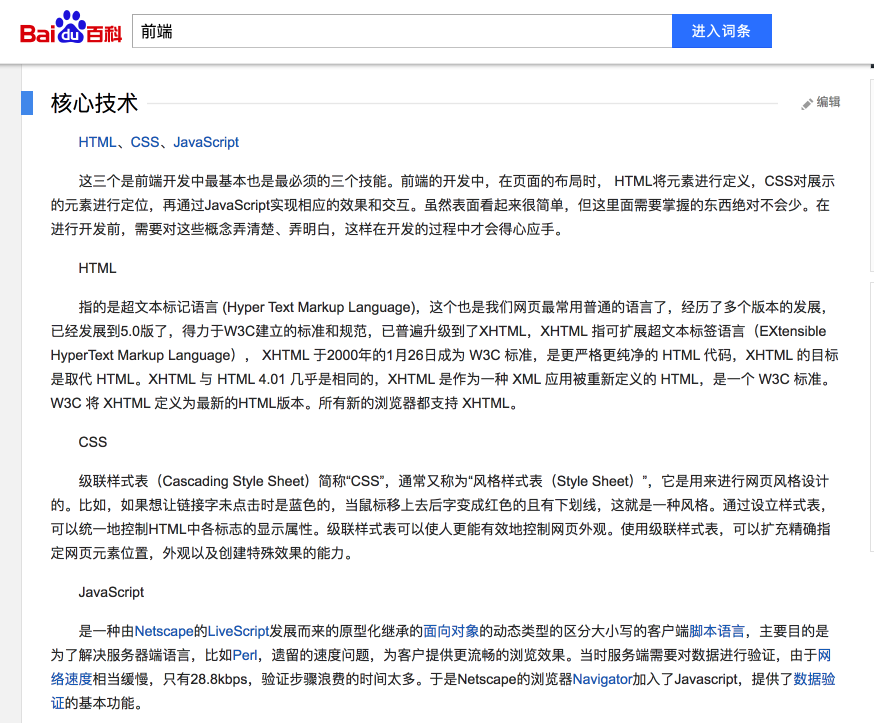 Bai du 百科
前端
进入词条
核心技术
编辑
HTML、CSS、JavaScript
这三个是前端开发中最基本也是最必须的三个技能。前端的开发中，在页面的布局时， HTML将元素进行定义，CSS对展示
的元素进行定位，再通过JavaScript实现相应的效果和交互。虽然表面看起来很简单，但这里面需要掌握的东西绝对不会少。在
进行开发前，需要对这些概念弄清楚、弄明白，这样在开发的过程中才会得心应手。
HTML
指的是超文本标记语言 (Hyper Text Markup Language)，这个也是我们网页最常用普通的语言了，经历了多个版本的发展，
已经发展到5.0版了，得力于W3C建立的标准和规范，已普遍升级到了XHTML，XHTML 指可扩展超文本标签语言（EXtensible
HyperText Markup Language）， XHTML 于2000年的1月26日成为 W3C 标准，是更严格更纯净的 HTML 代码，XHTML 的目标
是取代 HTML。XHTML 与 HTML 4.01 几乎是相同的，XHTML 是作为一种 XML 应用被重新定义的 HTML，是一个 W3C 标准。
W3C 将 XHTML 定义为最新的HTML版本。所有新的浏览器都支持 XHTML。
CSS
级联样式表（Cascading Style Sheet）简称“CSS”，通常又称为“风格样式表（Style Sheet）”，它是用来进行网页风格设计
的。比如，如果想让链接字未点击时是蓝色的，当鼠标移上去后字变成红色的且有下划线，这就是一种风格。通过设立样式表，
可以统一地控制HTML中各标志的显示属性。级联样式表可以使人更能有效地控制网页外观。使用级联样式表，可以扩充精确指
定网页元素位置，外观以及创建特殊效果的能力。
JavaScript
是一种由Netscape的LiveScript发展而来的原型化继承的面向对象的动态类型的区分大小写的客户端脚本语言，主要目的是
为了解决服务器端语言，比如Perl，遗留的速度问题，为客户提供更流畅的浏览效果。当时服务端需要对数据进行验证，由于网
络速度相当缓慢，只有28.8kbps，验证步骤浪费的时间太多。于是Netscape的浏览器Navigator加入了Javascript，提供了数据验
证的基本功能。